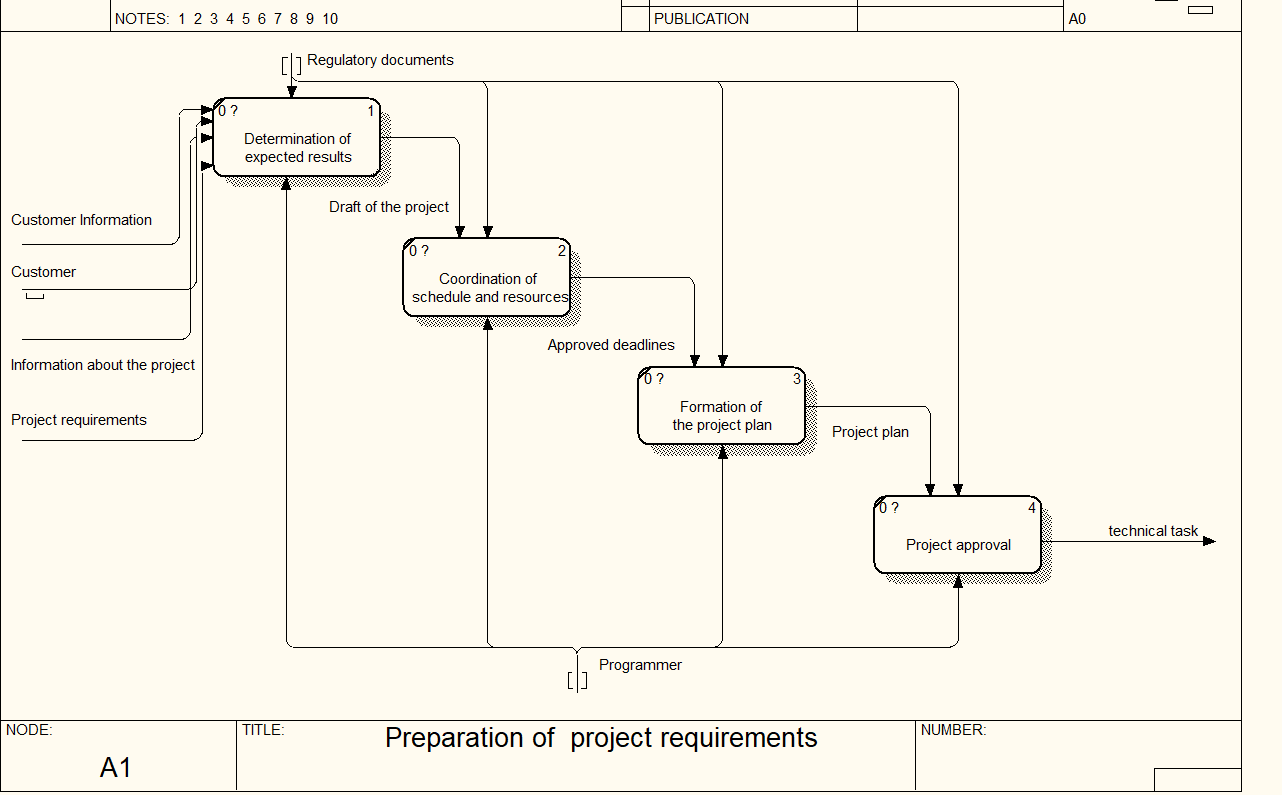 NOTES: 1 2 3 4 5 6 7 8 9 10
PUBLICATION
A0
Regulatory documents
0 ?
1
Determination of
expected results
Customer Information
Draft of the project
0 ?
2
Coordination of
schedule and resources
Customer
Approved deadlines
Information about the project
0 ?
3
Formation of
the project plan
Project requirements
Project plan
0 ?
4
Project approval
technical task
Programmer
NODE:
A1
TITLE:
Preparation of project requirements
NUMBER: